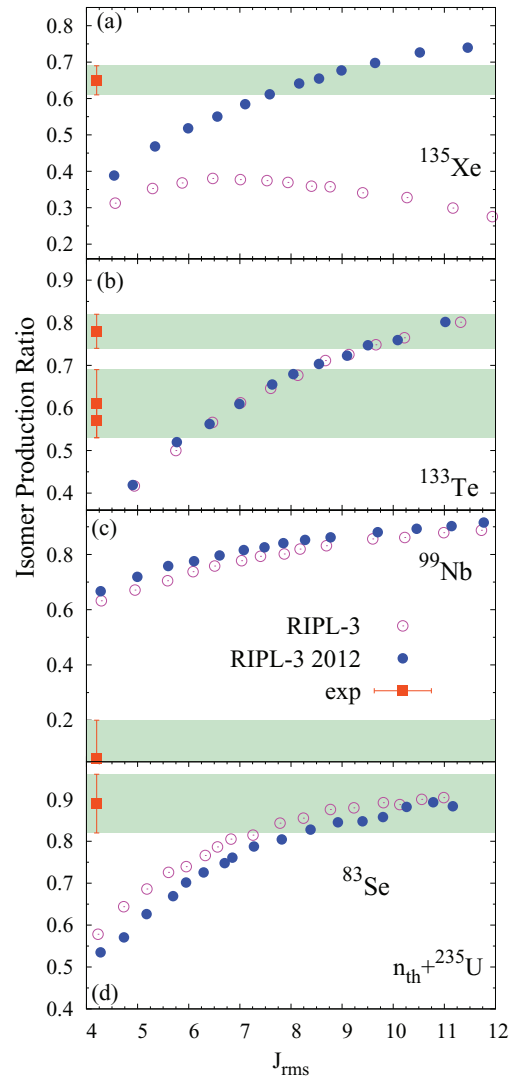 (a)
0.8
0.7
0.6
0.5
0.4
0.3
0.2
¹³⁵Xe
(b)
0.9
0.8
0.7
0.6
0.5
0.4
¹³³Te
Isomer Production Ratio
(c)
0.8
0.6
0.4
0.2
⁹⁹Nb
RIPL-3
RIPL-3 2012
exp
0.9
0.8
0.7
0.6
0.5
0.4
⁸³Se
n_th+²³⁵U
(d)
4 5 6 7 8 9 10 11 12
J_rms